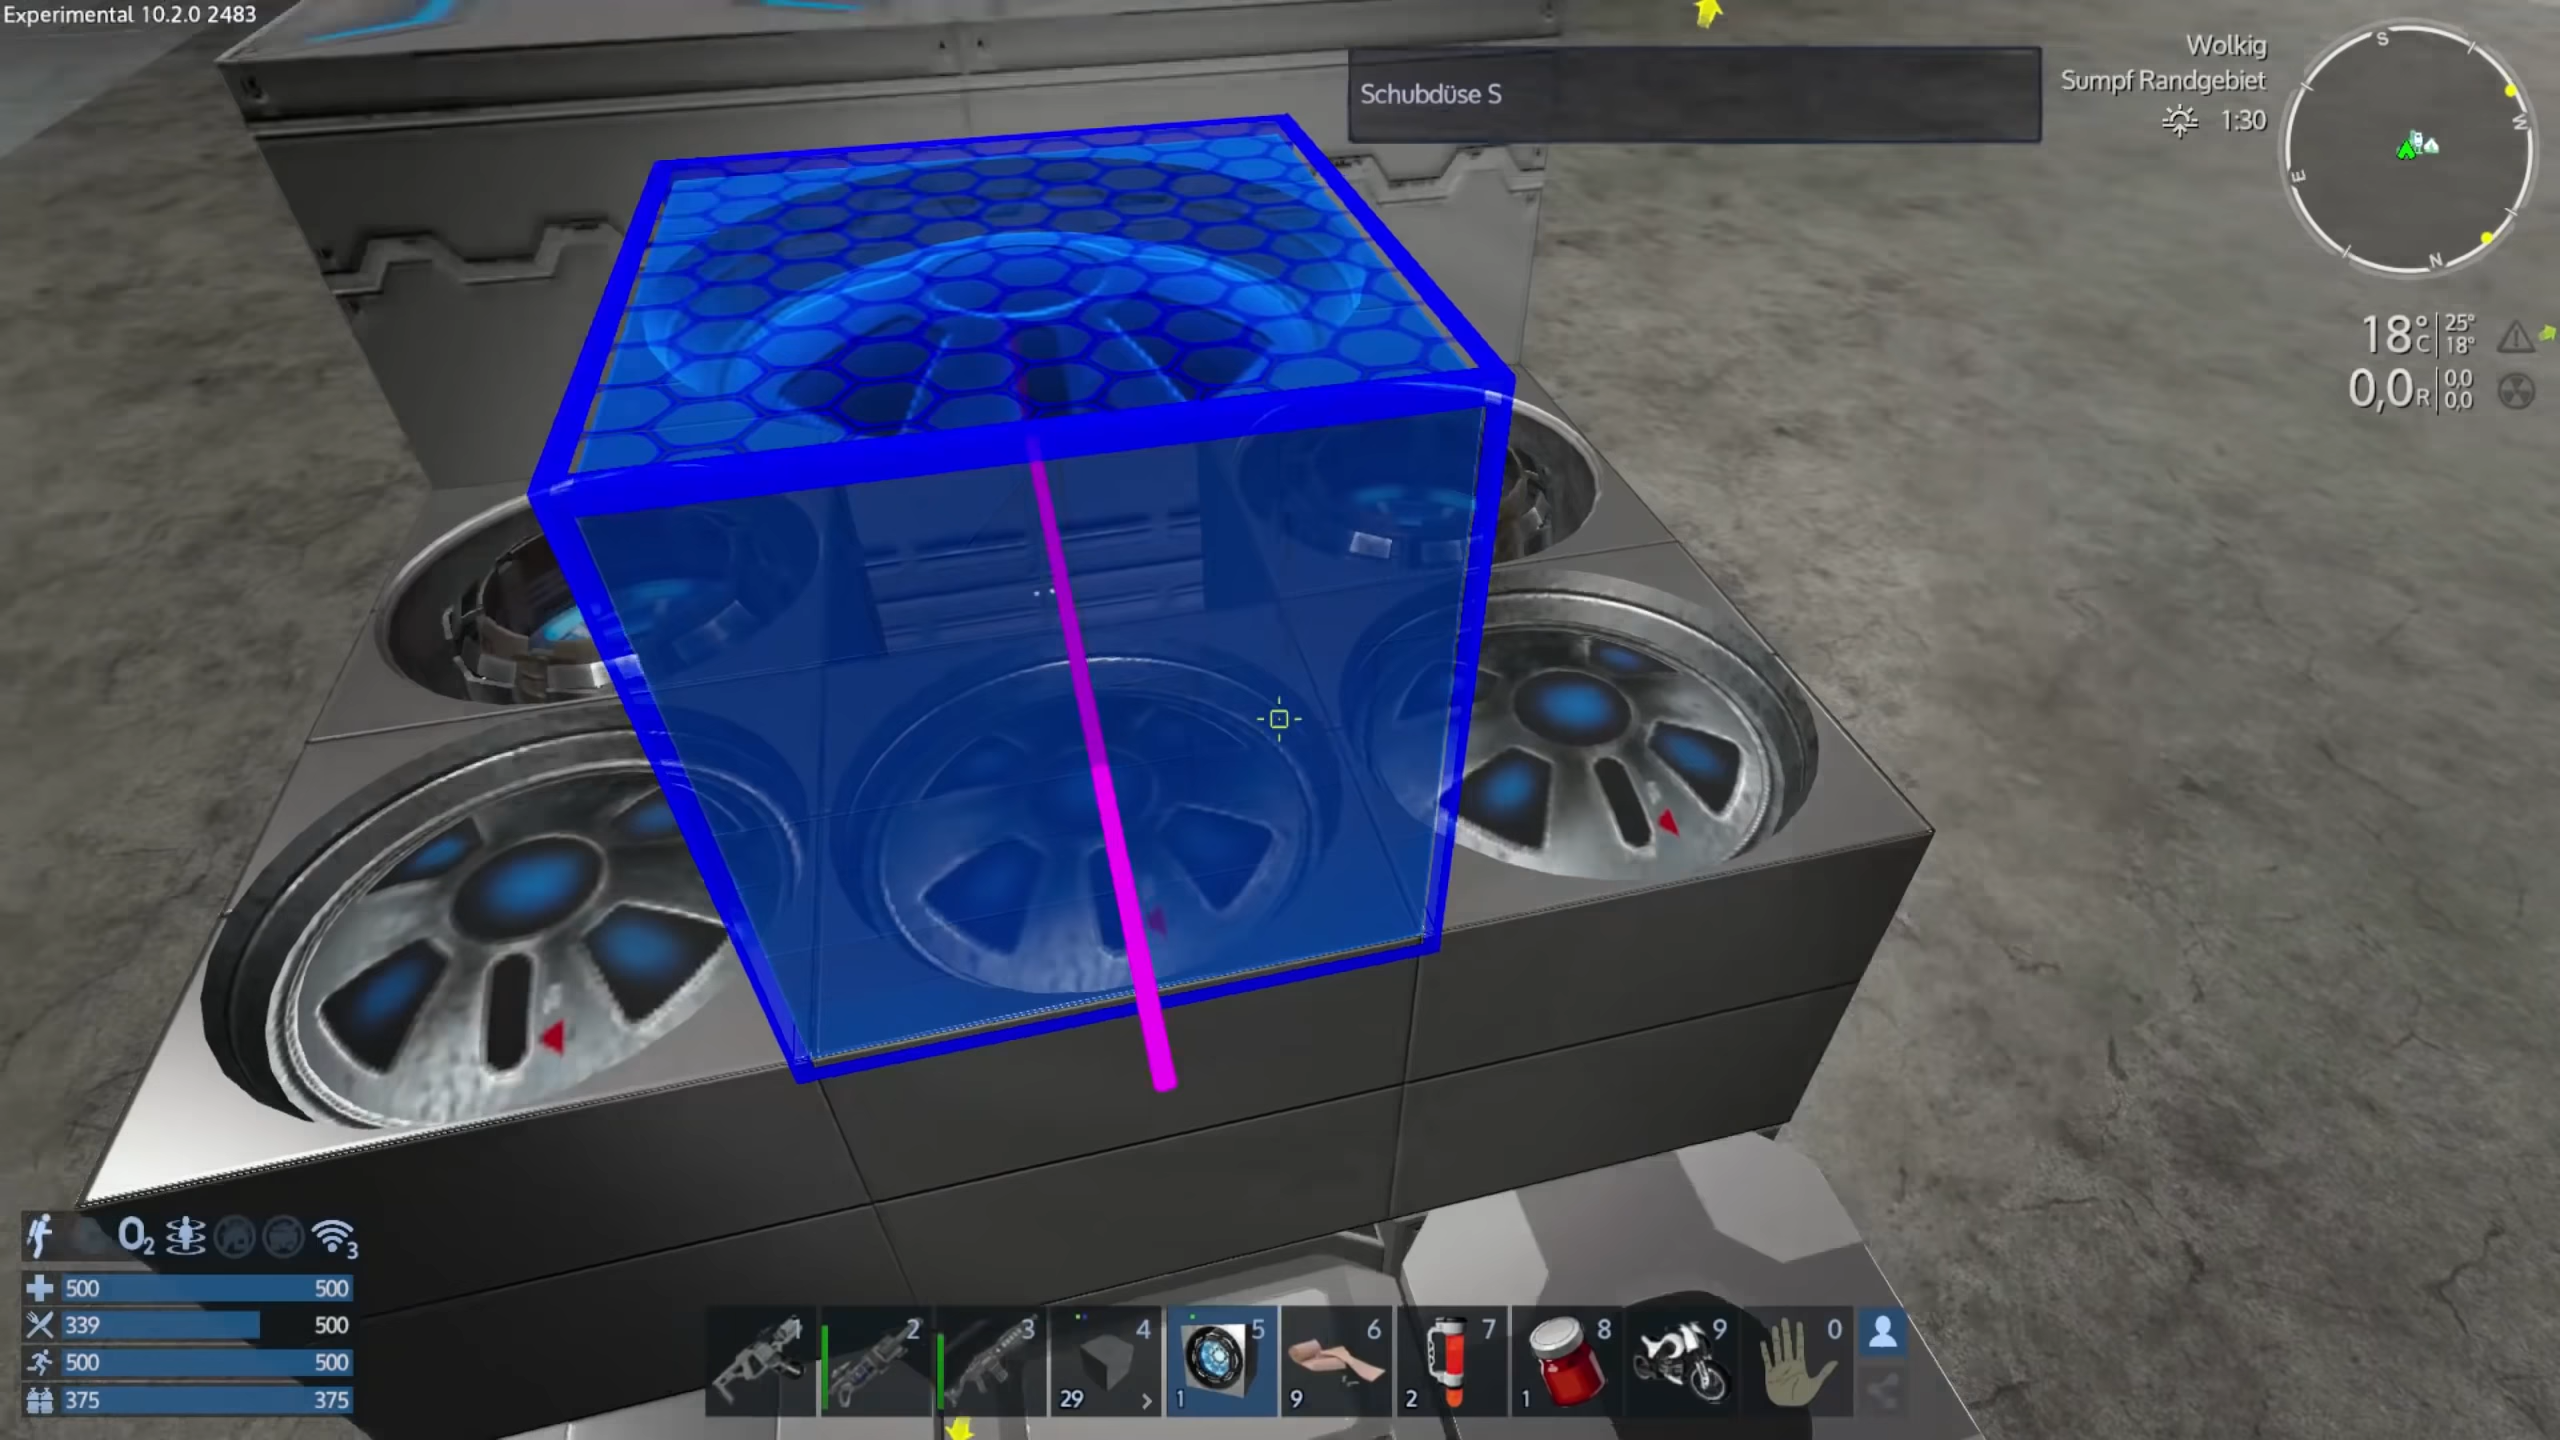 Experimental 10.2.0 2483
Schubdüse S
Wolkig
Sumpf Randgebiet
1:30
S
W
E
N
18°C 25° 18°
0,0R 0,0 0,0
O2 3
500 500
339 500
500 500
375 375
1 2 3 4 5 6 7 8 9 0
29 1 9 2 1